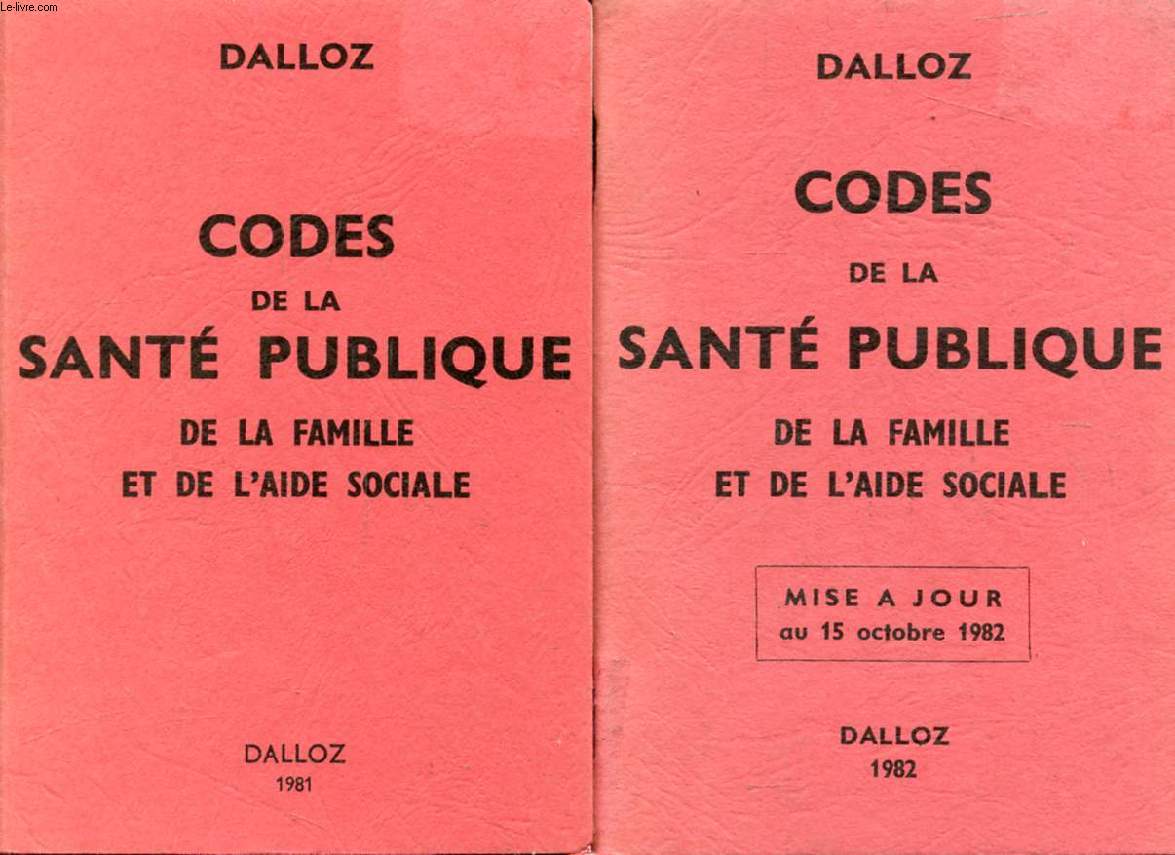 Le-livre.com
DALLOZ
CODES
DE LA
SANTÉ PUBLIQUE
DE LA FAMILLE
ET DE L'AIDE SOCIALE
DALLOZ
1981
DALLOZ
CODES
DE LA
SANTÉ PUBLIQUE
DE LA FAMILLE
ET DE L'AIDE SOCIALE
MISE A JOUR
au 15 octobre 1982
DALLOZ
1982